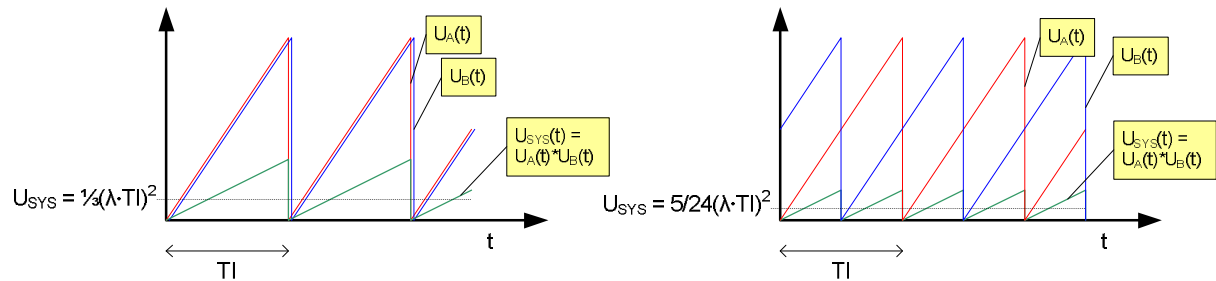 U_A(t)
U_B(t)
U_SYS(t) =
U_A(t)*U_B(t)
U_SYS = ⅓(λ·TI)²
t
TI
U_A(t)
U_B(t)
U_SYS(t) =
U_A(t)*U_B(t)
U_SYS = 5/24(λ·TI)²
t
TI